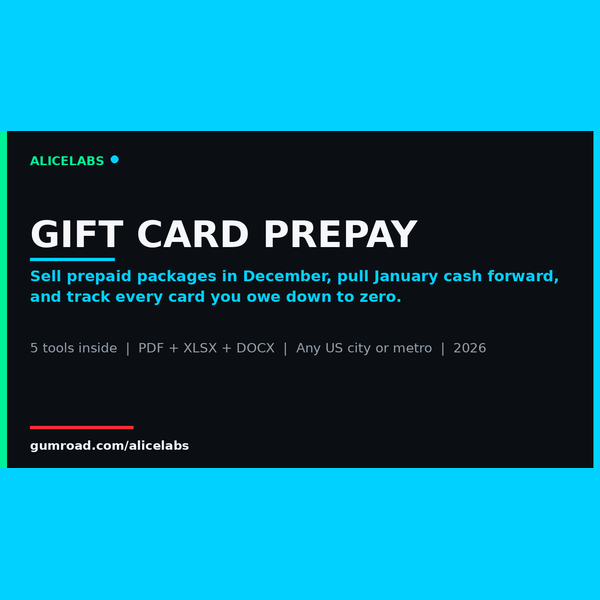 ALICELABS
GIFT CARD PREPAY
Sell prepaid packages in December, pull January cash forward,
and track every card you owe down to zero.
5 tools inside | PDF + XLSX + DOCX | Any US city or metro | 2026
gumroad.com/alicelabs